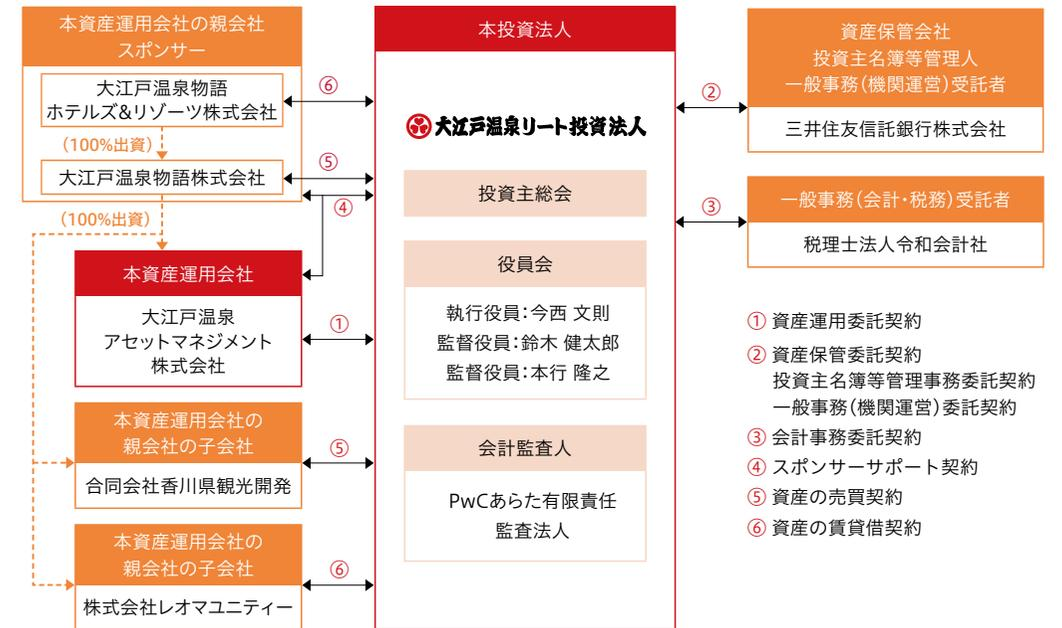 本資産運用会社の親会社
スポンサー
大江戸温泉物語
ホテルズ&リゾーツ株式会社
(100%出資)
大江戸温泉物語株式会社
(100%出資)
本資産運用会社
大江戸温泉
アセットマネジメント
株式会社
本資産運用会社の
親会社の子会社
合同会社香川県観光開発
本資産運用会社の
親会社の子会社
株式会社レオマユニティー
⑥
⑤
④
①
⑤
⑥
本投資法人
大江戸温泉リート投資法人
投資主総会
役員会
執行役員:今西 文則
監督役員:鈴木 健太郎
監督役員:本行 隆之
会計監査人
PwCあらた有限責任
監査法人
②
③
資産保管会社
投資主名簿等管理人
一般事務(機関運営)受託者
三井住友信託銀行株式会社
一般事務(会計・税務)受託者
税理士法人令和会計社
① 資産運用委託契約
② 資産保管委託契約
投資主名簿等管理事務委託契約
一般事務(機関運営)委託契約
③ 会計事務委託契約
④ スポンサーサポート契約
⑤ 資産の売買契約
⑥ 資産の賃貸借契約